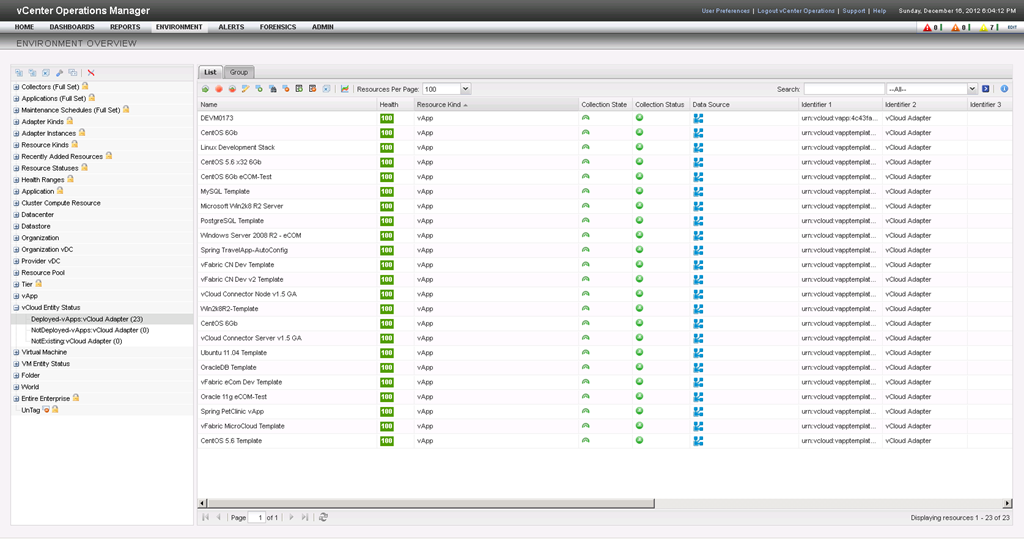 vCenter Operations Manager
User Preferences | Logout vCenter Operations | Support | Help Sunday, December 16, 2012 6:04:12 PM
HOME DASHBOARDS REPORTS ENVIRONMENT ALERTS FORENSICS ADMIN 0 0 7 EDIT
ENVIRONMENT OVERVIEW
Collectors (Full Set)
Applications (Full Set)
Maintenance Schedules (Full Set)
Adapter Kinds
Adapter Instances
Resource Kinds
Recently Added Resources
Resource Statuses
Health Ranges
Application
Cluster Compute Resource
Datacenter
Datastore
Organization
Organization vDC
Provider vDC
Resource Pool
Tier
vApp
vCloud Entity Status
Deployed-vApps:vCloud Adapter (23)
NotDeployed-vApps:vCloud Adapter (0)
NotExisting:vCloud Adapter (0)
Virtual Machine
VM Entity Status
Folder
World
Entire Enterprise
UnTag
List Group
Resources Per Page: 100 Search: --All--
Name Health Resource Kind Collection State Collection Status Data Source Identifier 1 Identifier 2 Identifier 3
DEVM0173 100 vApp urn:vcloud:vapp:4c43fa... vCloud Adapter
CentOS 6Gb 100 vApp urn:vcloud:vapptemplat... vCloud Adapter
Linux Development Stack 100 vApp urn:vcloud:vapptemplat... vCloud Adapter
CentOS 5.6 x32 6Gb 100 vApp urn:vcloud:vapptemplat... vCloud Adapter
CentOS 6Gb eCOM-Test 100 vApp urn:vcloud:vapptemplat... vCloud Adapter
MySQL Template 100 vApp urn:vcloud:vapptemplat... vCloud Adapter
Microsoft Win2k8 R2 Server 100 vApp urn:vcloud:vapptemplat... vCloud Adapter
PostgreSQL Template 100 vApp urn:vcloud:vapptemplat... vCloud Adapter
Windows Server 2008 R2 - eCOM 100 vApp urn:vcloud:vapptemplat... vCloud Adapter
Spring TravelApp-AutoConfig 100 vApp urn:vcloud:vapptemplat... vCloud Adapter
vFabric CN Dev Template 100 vApp urn:vcloud:vapptemplat... vCloud Adapter
vFabric CN Dev v2 Template 100 vApp urn:vcloud:vapptemplat... vCloud Adapter
vCloud Connector Node v1.5 GA 100 vApp urn:vcloud:vapptemplat... vCloud Adapter
Win2k8R2-Template 100 vApp urn:vcloud:vapptemplat... vCloud Adapter
CentOS 6Gb 100 vApp urn:vcloud:vapptemplat... vCloud Adapter
vCloud Connector Server v1.5 GA 100 vApp urn:vcloud:vapptemplat... vCloud Adapter
Ubuntu 11.04 Template 100 vApp urn:vcloud:vapptemplat... vCloud Adapter
OracleDB Template 100 vApp urn:vcloud:vapptemplat... vCloud Adapter
vFabric eCom Dev Template 100 vApp urn:vcloud:vapptemplat... vCloud Adapter
Oracle 11g eCOM-Test 100 vApp urn:vcloud:vapptemplat... vCloud Adapter
Spring PetClinic vApp 100 vApp urn:vcloud:vapptemplat... vCloud Adapter
vFabric MicroCloud Template 100 vApp urn:vcloud:vapptemplat... vCloud Adapter
CentOS 5.6 Template 100 vApp urn:vcloud:vapptemplat... vCloud Adapter
Page 1 of 1 Displaying resources 1 - 23 of 23